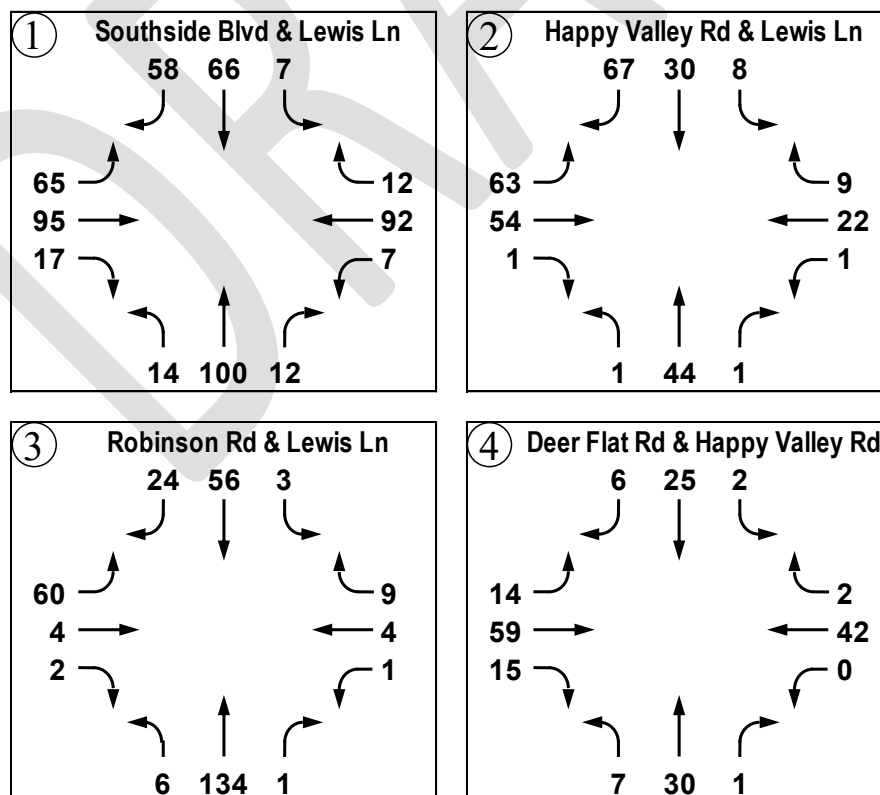 DRA
1 Southside Blvd & Lewis Ln
58 66 7
65 12
95 92
17 7
14 100 12
2 Happy Valley Rd & Lewis Ln
67 30 8
63 9
54 22
1 1
1 44 1
3 Robinson Rd & Lewis Ln
24 56 3
60 9
4 4
2 1
6 134 1
4 Deer Flat Rd & Happy Valley Rd
6 25 2
14 2
59 42
15 0
7 30 1